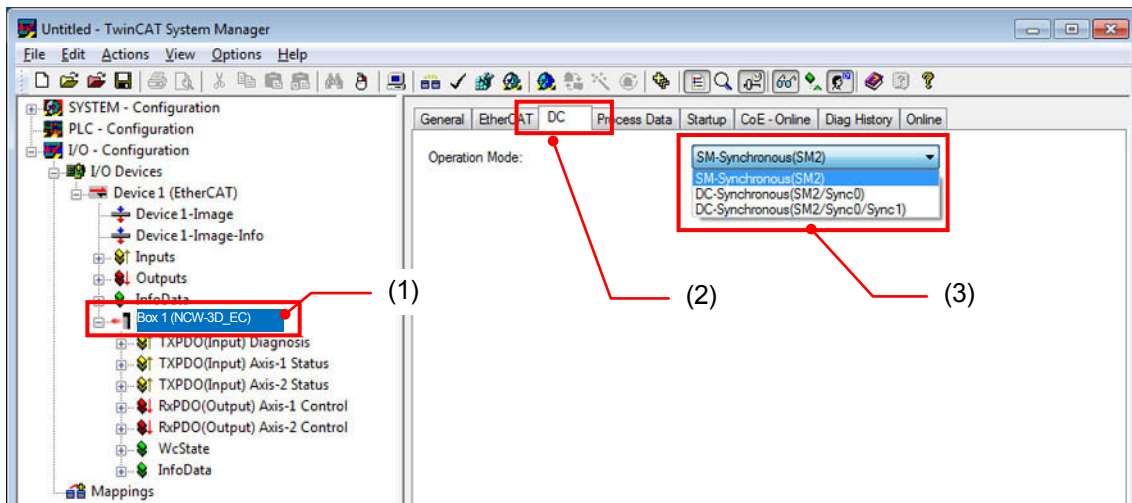 Untitled - TwinCAT System Manager
File Edit Actions View Options Help
SYSTEM - Configuration
PLC - Configuration
I/O - Configuration
I/O Devices
Device 1 (EtherCAT)
Device 1-Image
Device 1-Image-Info
Inputs
Outputs
InfoData
Box 1 (NCW-3D_EC)
TXPDO(Input) Diagnosis
TXPDO(Input) Axis-1 Status
TXPDO(Input) Axis-2 Status
RxPDO(Output) Axis-1 Control
RxPDO(Output) Axis-2 Control
WcState
InfoData
Mappings
General EtherCAT DC Process Data Startup CoE - Online Diag History Online
Operation Mode: SM-Synchronous(SM2)
SM-Synchronous(SM2)
DC-Synchronous(SM2/Sync0)
DC-Synchronous(SM2/Sync0/Sync1)
(1)
(2)
(3)